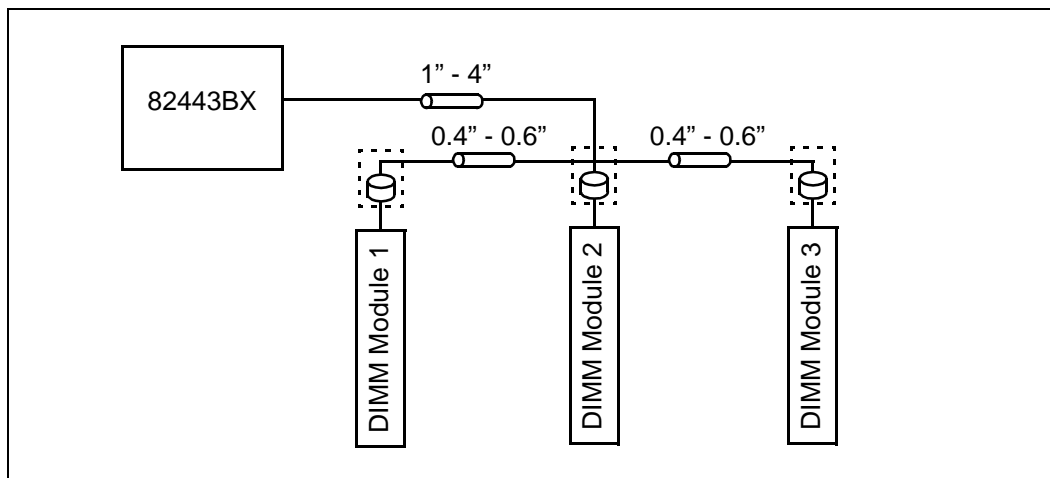 82443BX
1” - 4”
0.4” - 0.6”
0.4” - 0.6”
DIMM Module 1
DIMM Module 2
DIMM Module 3